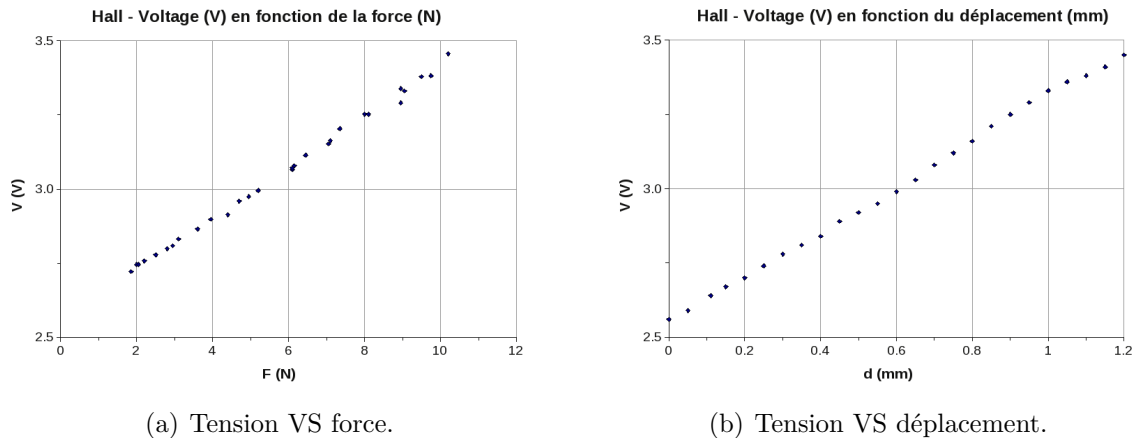 Hall - Voltage (V) en fonction de la force (N)
3.5
3.0
2.5
V (V)
0 2 4 6 8 10 12
F (N)
(a) Tension VS force.
Hall - Voltage (V) en fonction du déplacement (mm)
3.5
3.0
2.5
V (V)
0 0.2 0.4 0.6 0.8 1 1.2
d (mm)
(b) Tension VS déplacement.